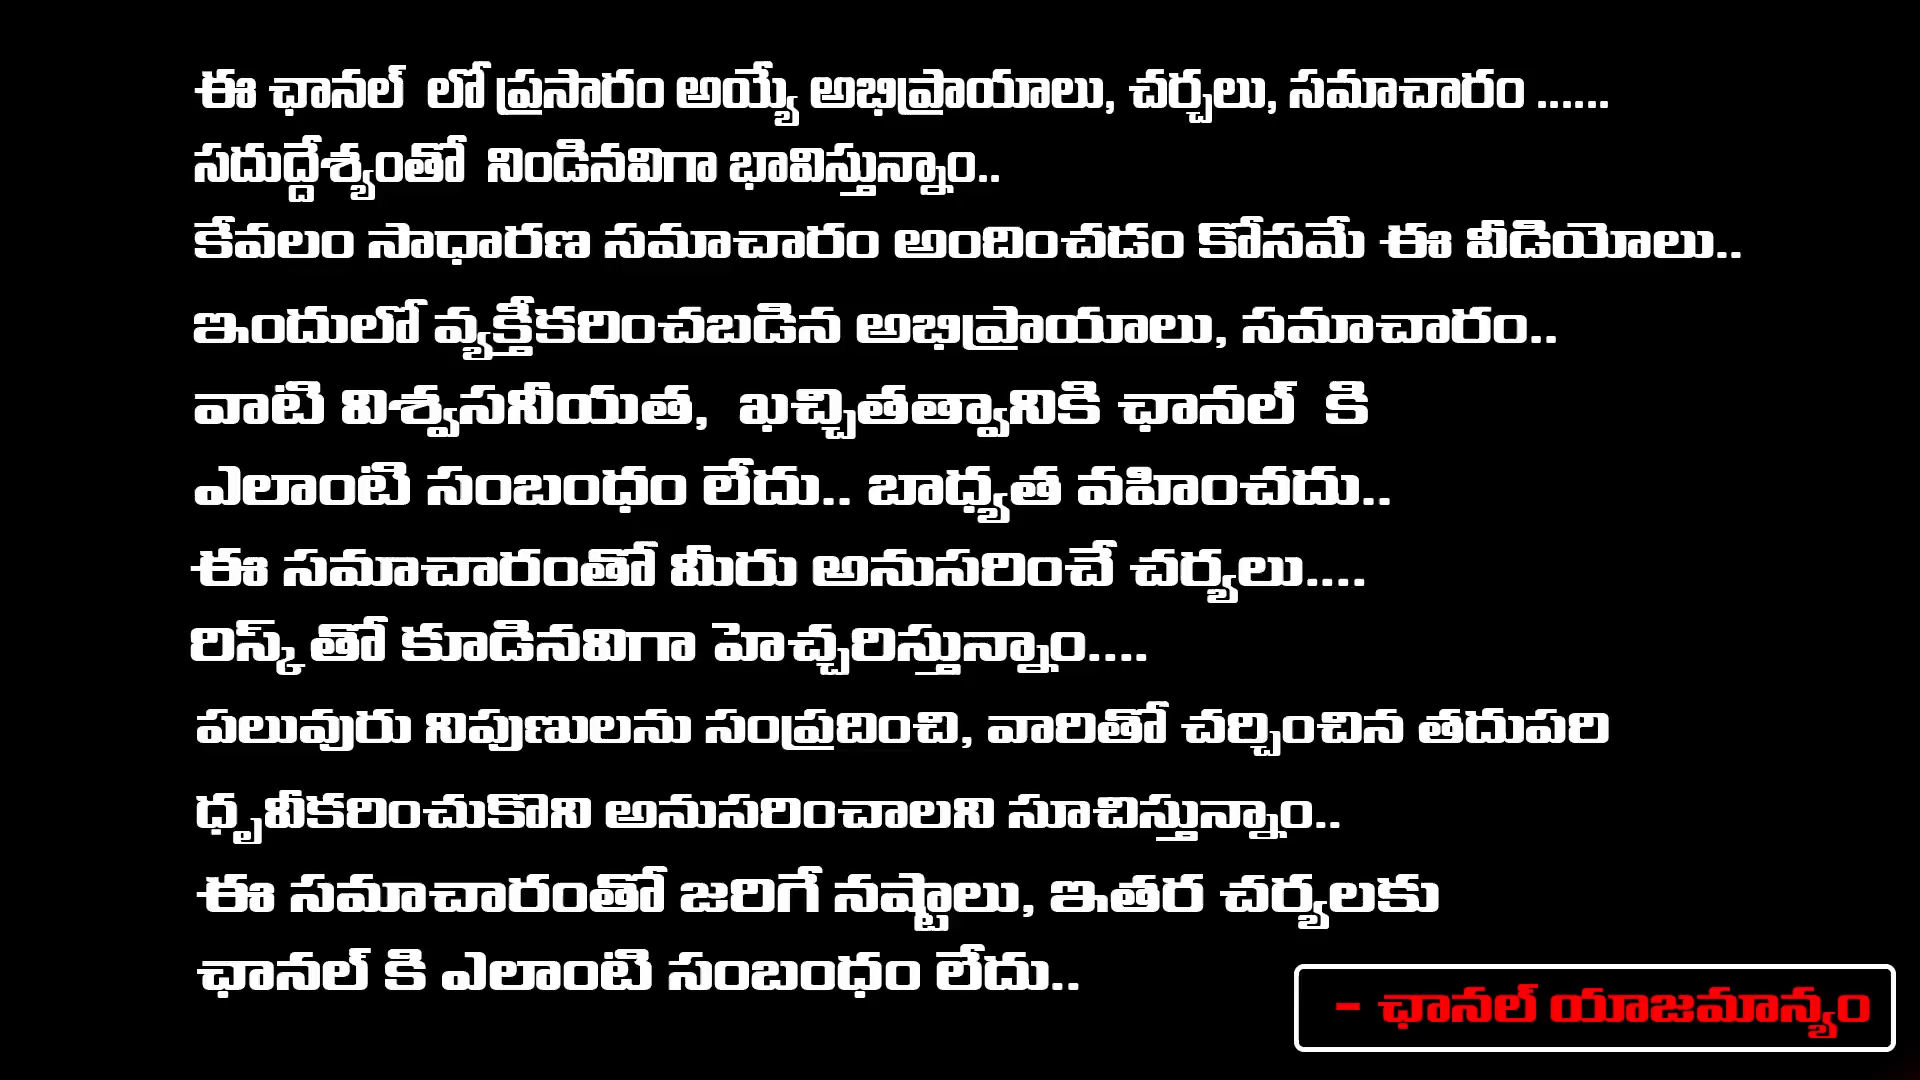 ఈ ఛానల్ లో ప్రసారం అయ్యే అభిప్రాయాలు, చర్చలు, సమాచారం ......
సదుద్దేశ్యంతో నిండినవిగా భావిస్తున్నాం..
కేవలం సాధారణ సమాచారం అందించడం కోసమే ఈ వీడియోలు..
ఇందులో వ్యక్తీకరించబడిన అభిప్రాయాలు, సమాచారం..
వాటి విశ్వసనీయత, ఖచ్చితత్వానికి ఛానల్ కి
ఎలాంటి సంబంధం లేదు.. బాధ్యత వహించదు..
ఈ సమాచారంతో మీరు అనుసరించే చర్యలు....
రిస్క్ తో కూడినవిగా హెచ్చరిస్తున్నాం....
పలువురు నిపుణులను సంప్రదించి, వారితో చర్చించిన తదుపరి
ధృవీకరించుకొని అనుసరించాలని సూచిస్తున్నాం..
ఈ సమాచారంతో జరిగే నష్టాలు, ఇతర చర్యలకు
ఛానల్ కి ఎలాంటి సంబంధం లేదు..
- ఛానల్ యాజమాన్యం